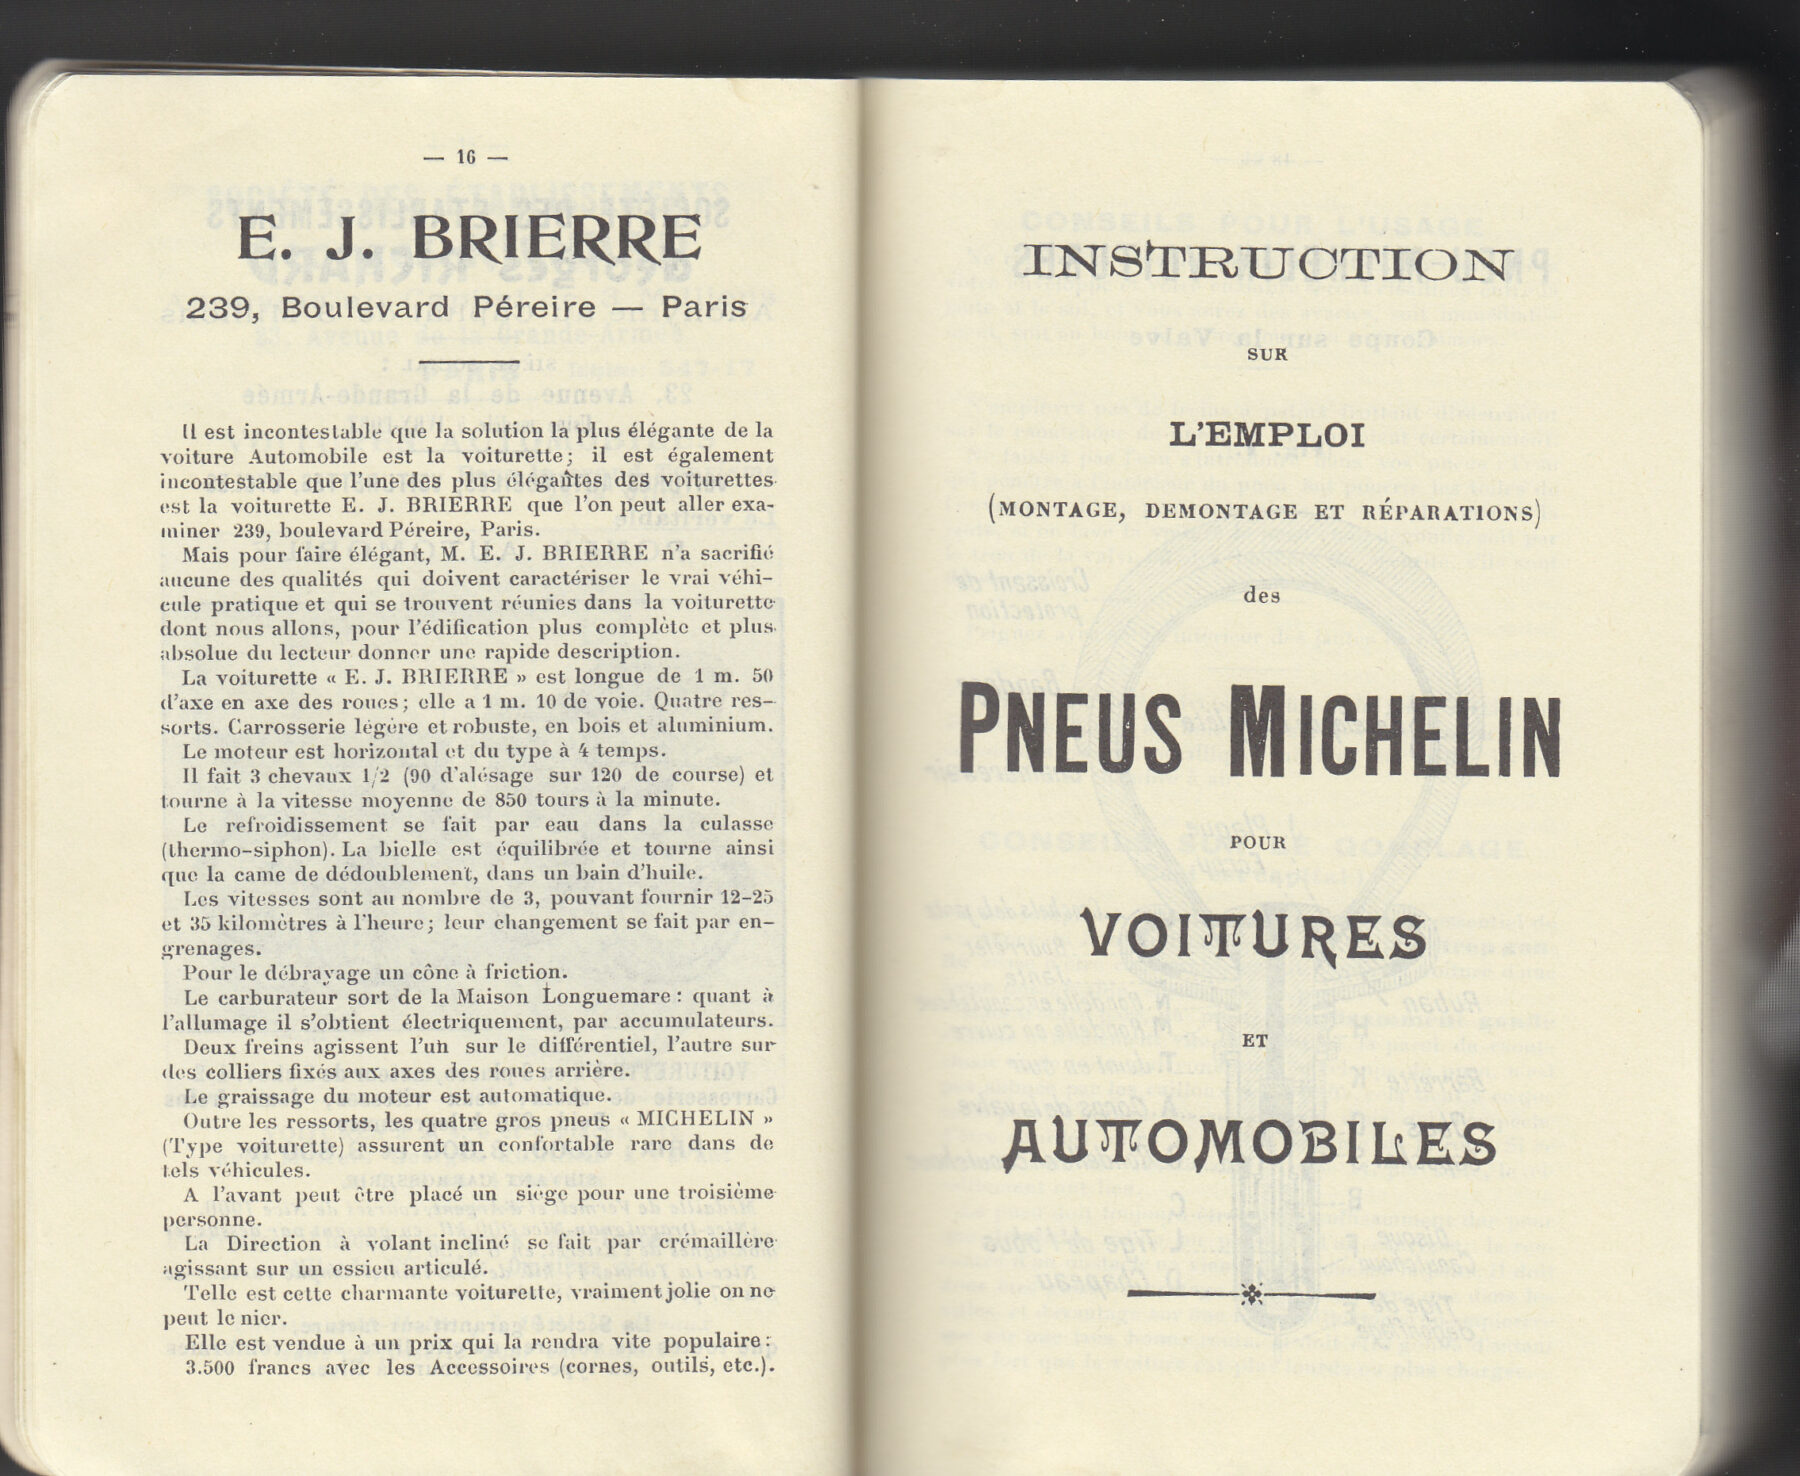 — 16 —
E. J. BRIERRE
239, Boulevard Péreire — Paris
Il est incontestable que la solution la plus élégante de la
voiture Automobile est la voiturette; il est également
incontestable que l'une des plus élégantes des voiturettes
est la voiturette E. J. BRIERRE que l'on peut aller exa-
miner 239, boulevard Péreire, Paris.
Mais pour faire élégant, M. E. J. BRIERRE n'a sacrifié
aucune des qualités qui doivent caractériser le vrai véhi-
cule pratique et qui se trouvent réunies dans la voiturette
dont nous allons, pour l'édification plus complète et plus
absolue du lecteur donner une rapide description.
La voiturette « E. J. BRIERRE » est longue de 1 m. 50
d'axe en axe des roues; elle a 1 m. 10 de voie. Quatre res-
sorts. Carrosserie légère et robuste, en bois et aluminium.
Le moteur est horizontal et du type à 4 temps.
Il fait 3 chevaux 1/2 (90 d'alésage sur 120 de course) et
tourne à la vitesse moyenne de 850 tours à la minute.
Le refroidissement se fait par eau dans la culasse
(thermo-siphon). La bielle est équilibrée et tourne ainsi
que la came de dédoublement, dans un bain d'huile.
Les vitesses sont au nombre de 3, pouvant fournir 12-25
et 35 kilomètres à l'heure; leur changement se fait par en-
grenages.
Pour le débrayage un cône à friction.
Le carburateur sort de la Maison Longuemare: quant à
l'allumage il s'obtient électriquement, par accumulateurs.
Deux freins agissent l'un sur le différentiel, l'autre sur
des colliers fixés aux axes des roues arrière.
Le graissage du moteur est automatique.
Outre les ressorts, les quatre gros pneus « MICHELIN »
(Type voiturette) assurent un confortable rare dans de
tels véhicules.
A l'avant peut être placé un siège pour une troisième
personne.
La Direction à volant incliné se fait par crémaillère
agissant sur un essieu articulé.
Telle est cette charmante voiturette, vraiment jolie on ne
peut le nier.
Elle est vendue à un prix qui la rendra vite populaire:
3.500 francs avec les Accessoires (cornes, outils, etc.).
INSTRUCTION
SUR
L'EMPLOI
(MONTAGE, DEMONTAGE ET RÉPARATIONS)
des
PNEUS MICHELIN
POUR
VOITURES
ET
AUTOMOBILES